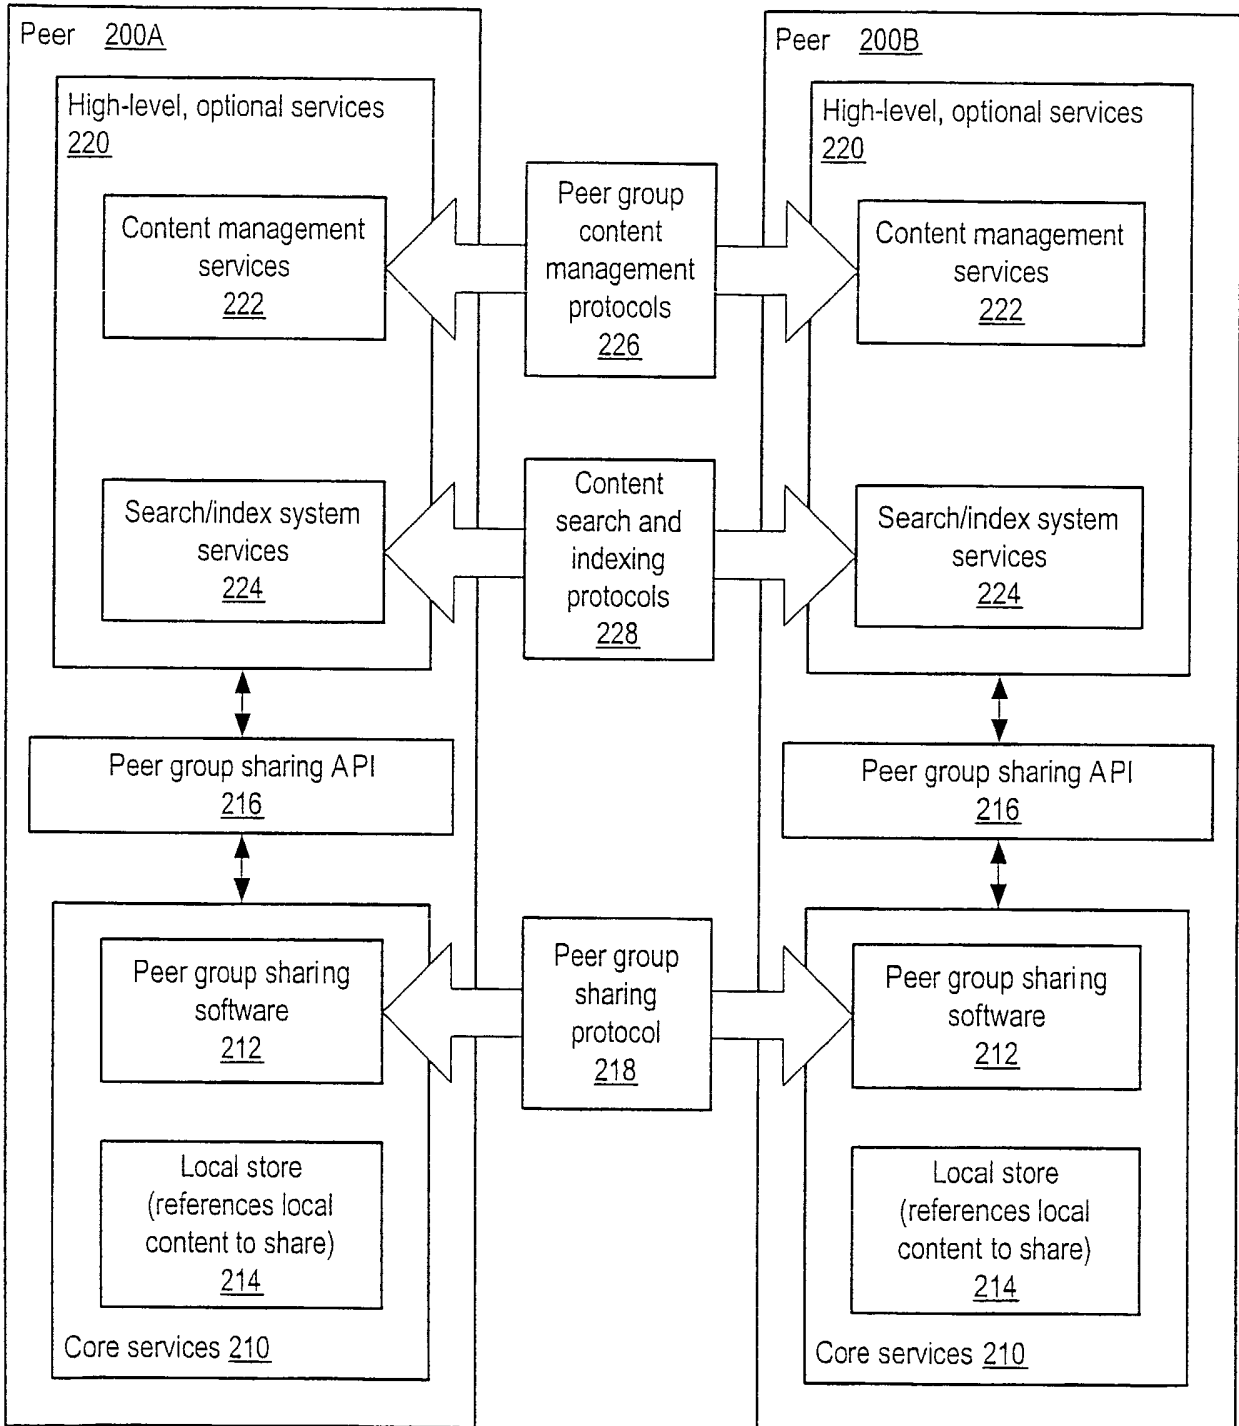 Peer 200A
High-level, optional services
220
Content management
services
222
Search/index system
services
224
Peer group sharing API
216
Peer group sharing
software
212
Local store
(references local
content to share)
214
Core services 210
Peer group
content
management
protocols
226
Content
search and
indexing
protocols
228
Peer group
sharing
protocol
218
Peer 200B
High-level, optional services
220
Content management
services
222
Search/index system
services
224
Peer group sharing API
216
Peer group sharing
software
212
Local store
(references local
content to share)
214
Core services 210